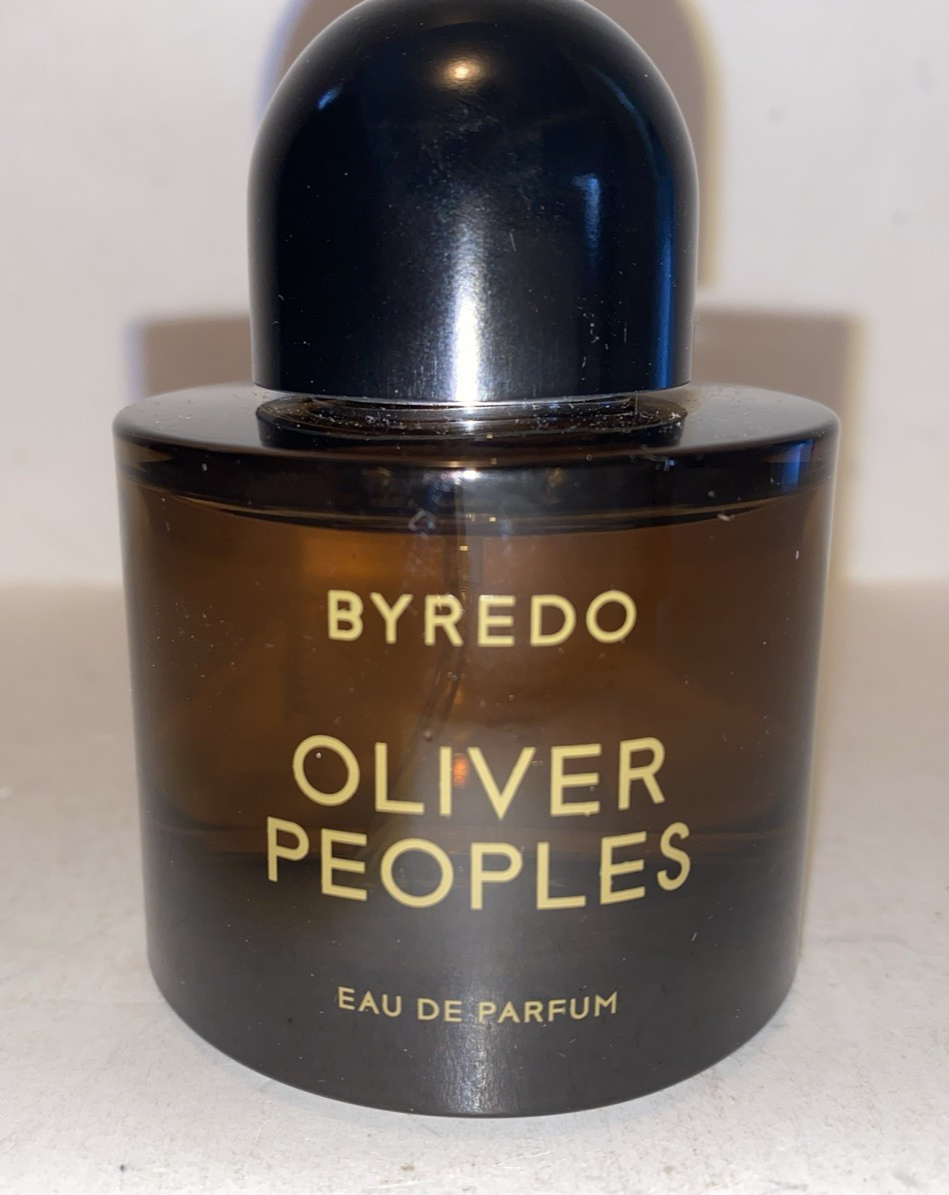 BYREDO
OLIVER
PEOPLES
EAU DE PARFUM